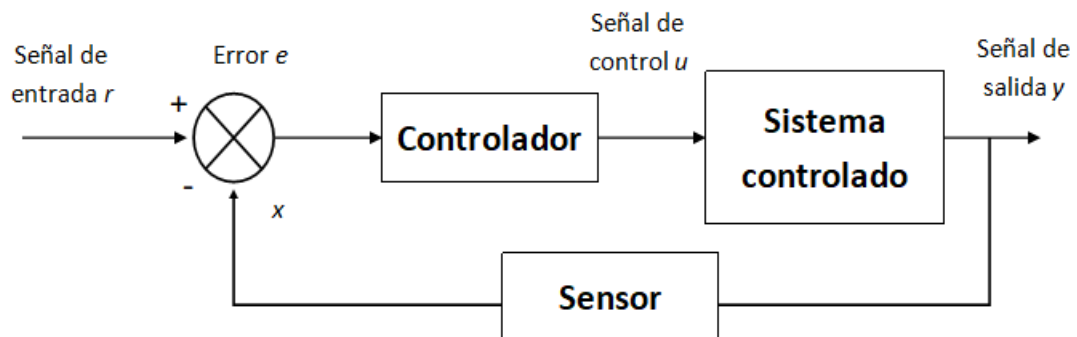 Señal de
entrada r
Error e
Señal de
control u
Señal de
salida y
+
-
x
Controlador
Sistema
controlado
Sensor